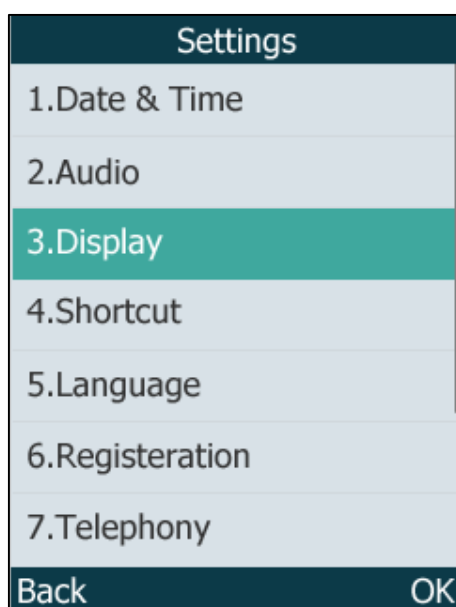 Settings
1.Date & Time
2.Audio
3.Display
4.Shortcut
5.Language
6.Registeration
7.Telephony
Back OK